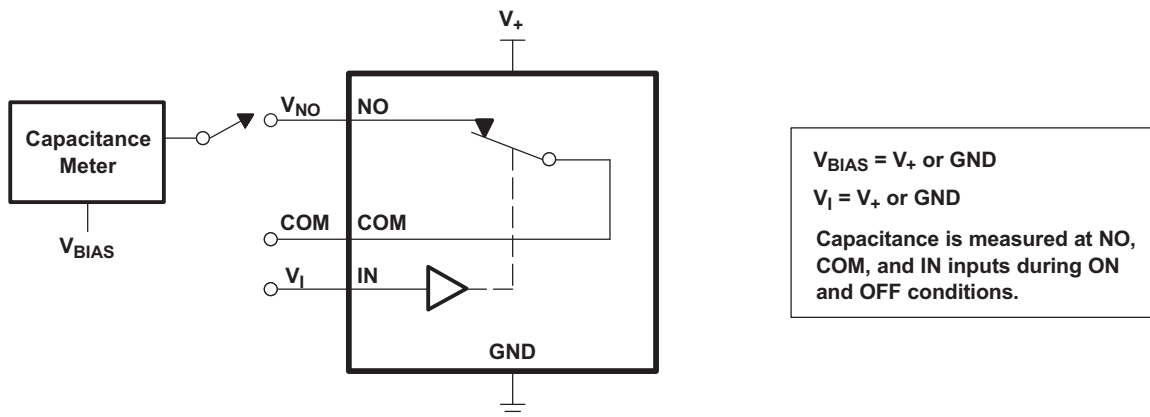 V+
VNO
NO
Capacitance
Meter
COM
COM
VBIAS
VI
IN
GND
VBIAS = V+ or GND
VI = V+ or GND
Capacitance is measured at NO,
COM, and IN inputs during ON
and OFF conditions.